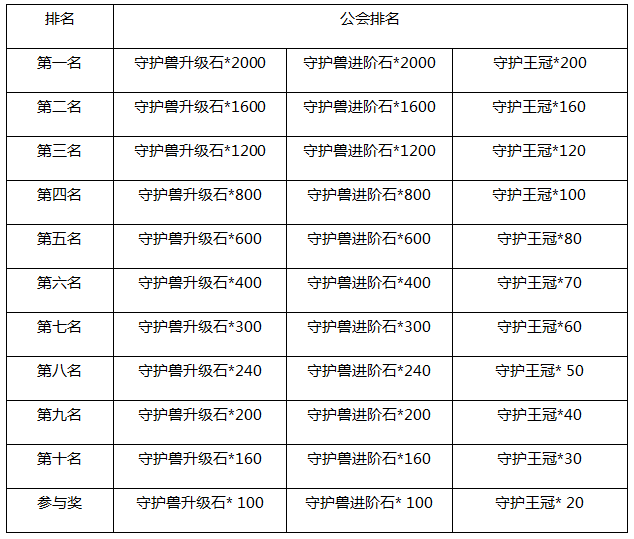 排名 公会排名
第一名 守护兽升级石*2000 守护兽进阶石*2000 守护王冠*200
第二名 守护兽升级石*1600 守护兽进阶石*1600 守护王冠*160
第三名 守护兽升级石*1200 守护兽进阶石*1200 守护王冠*120
第四名 守护兽升级石*800 守护兽进阶石*800 守护王冠*100
第五名 守护兽升级石*600 守护兽进阶石*600 守护王冠*80
第六名 守护兽升级石*400 守护兽进阶石*400 守护王冠*70
第七名 守护兽升级石*300 守护兽进阶石*300 守护王冠*60
第八名 守护兽升级石*240 守护兽进阶石*240 守护王冠* 50
第九名 守护兽升级石*200 守护兽进阶石*200 守护王冠*40
第十名 守护兽升级石*160 守护兽进阶石*160 守护王冠*30
参与奖 守护兽升级石* 100 守护兽进阶石* 100 守护王冠* 20